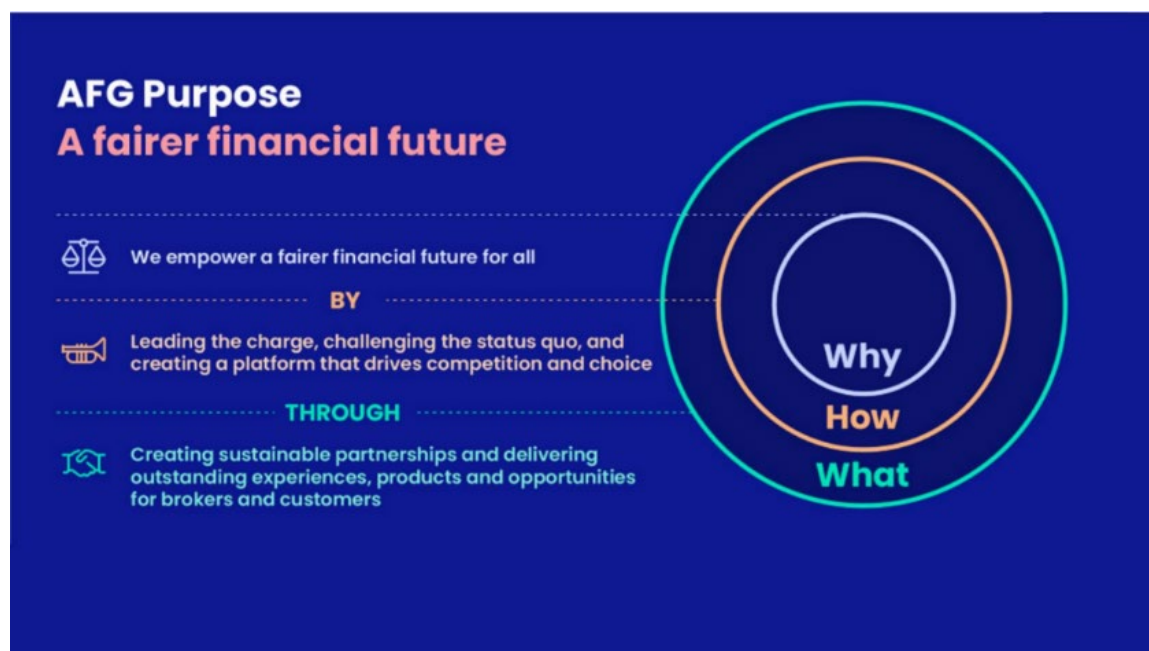 AFG Purpose
A fairer financial future
We empower a fairer financial future for all
BY
Leading the charge, challenging the status quo, and
creating a platform that drives competition and choice
THROUGH
Creating sustainable partnerships and delivering
outstanding experiences, products and opportunities
for brokers and customers
Why
How
What